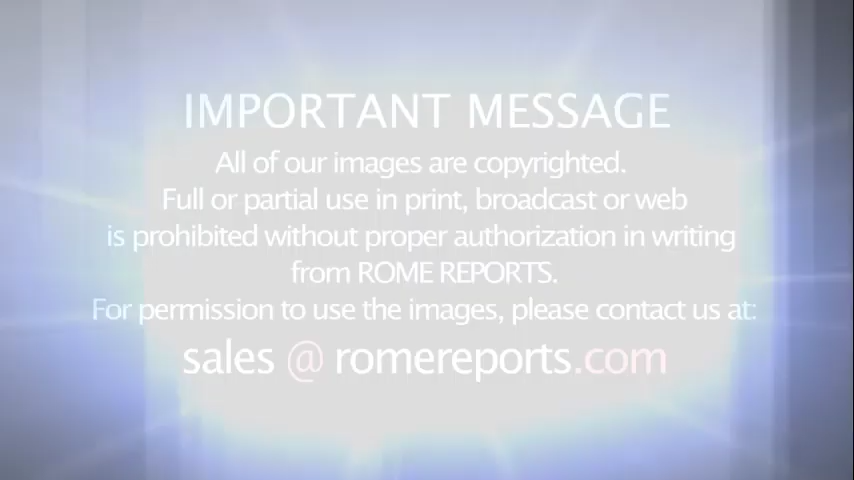 IMPORTANT MESSAGE
All of our images are copyrighted.
Full or partial use in print, broadcast or web
is prohibited without proper authorization in writing
from ROME REPORTS.
For permission to use the images, please contact us at:
sales @ romereports.com